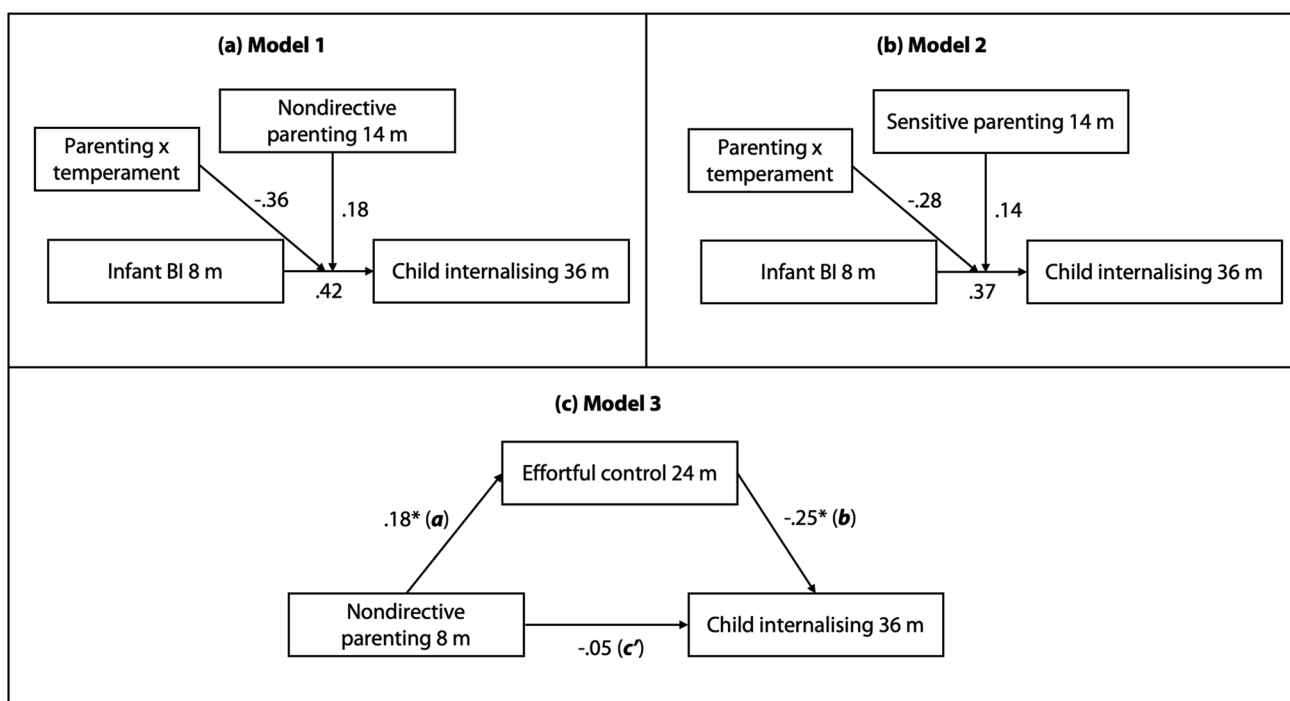 (a) Model 1
Nondirective
parenting 14 m
Parenting x
temperament
-.36
.18
Infant BI 8 m
Child internalising 36 m
.42
(b) Model 2
Sensitive parenting 14 m
Parenting x
temperament
-.28
.14
Infant BI 8 m
Child internalising 36 m
.37
(c) Model 3
Effortful control 24 m
.18* (a)
-.25* (b)
Nondirective
parenting 8 m
Child internalising 36 m
-.05 (c’)